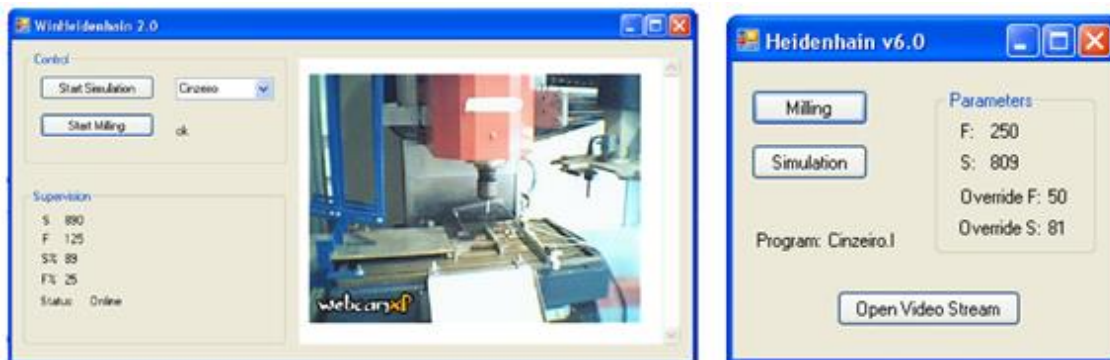 WinHeidenhain 2.0
Control
Start Simulation
Cinzeiro
Start Milling
ok
Supervision
S 890
F 125
S% 89
F% 25
Status Online
webcamxp
Heidenhain v6.0
Milling
Simulation
Program: Cinzeiro.I
Parameters
F: 250
S: 809
Override F: 50
Override S: 81
Open Video Stream